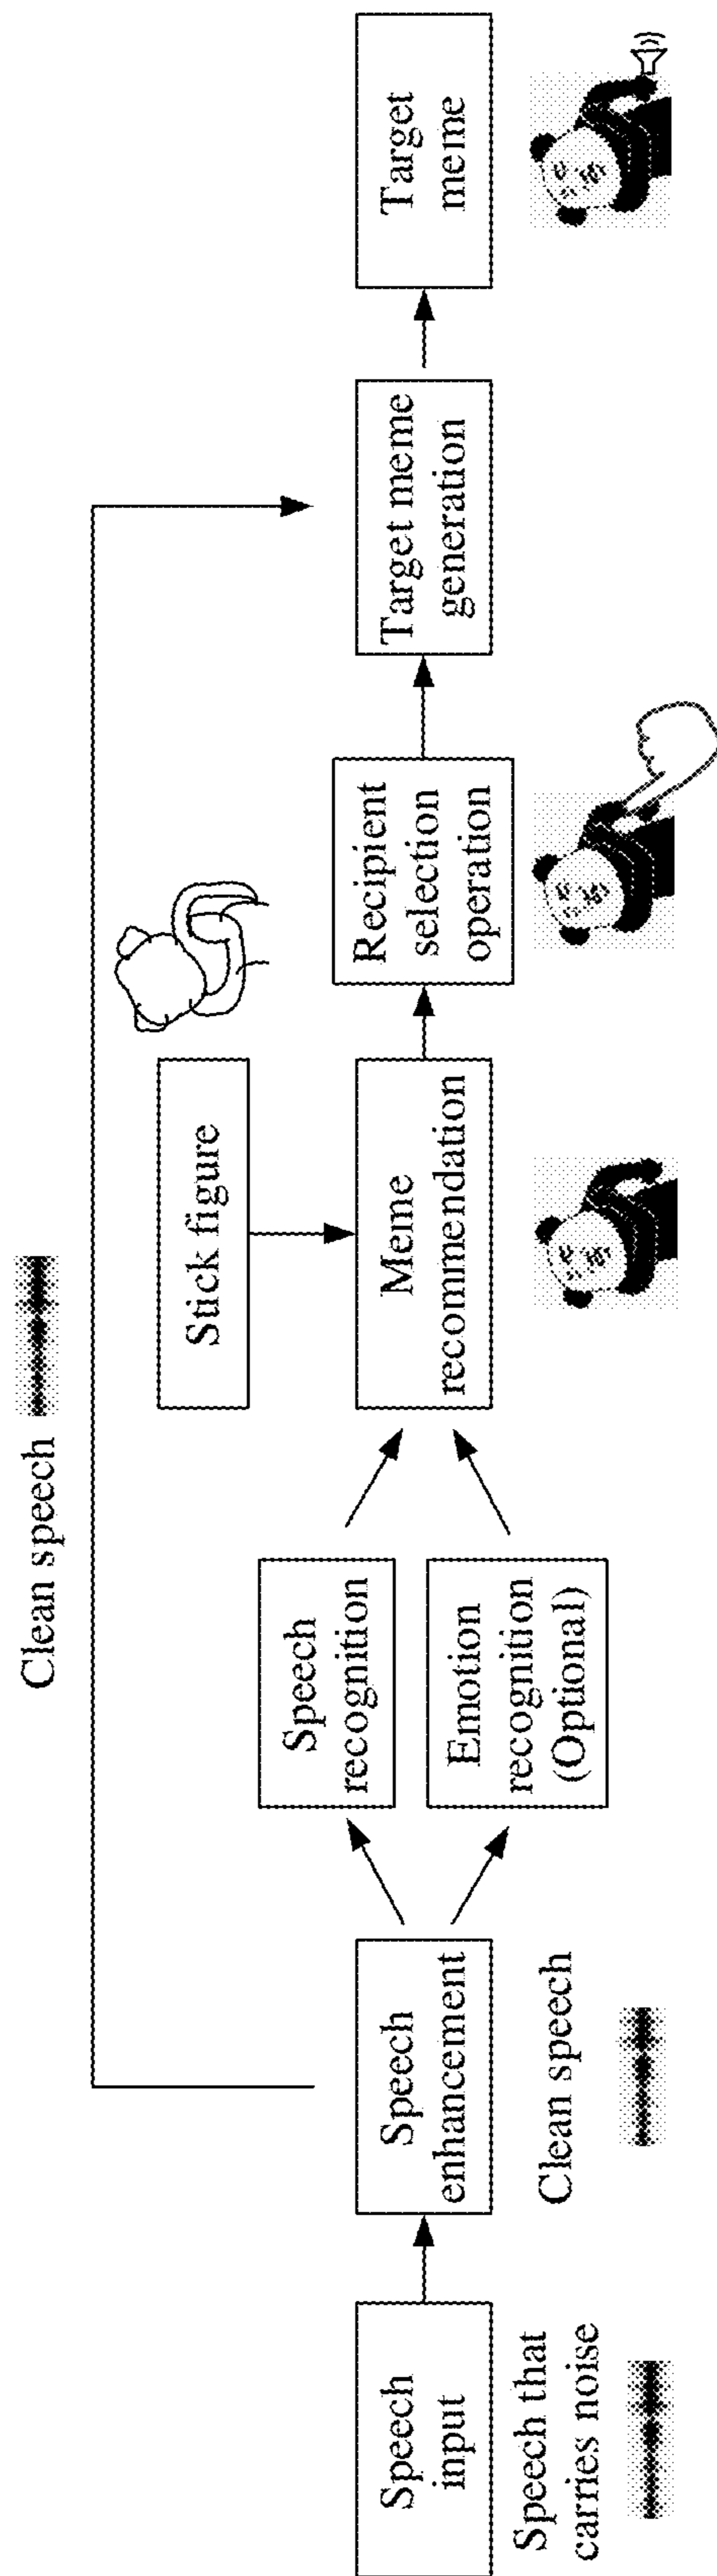 Clean speech
Stick figure
Speech
input
Speech that
carries noise
Speech
enhancement
Clean speech
Speech
recognition
Emotion
recognition
(Optional)
Meme
recommendation
Recipient
selection
operation
Target meme
generation
Target
meme